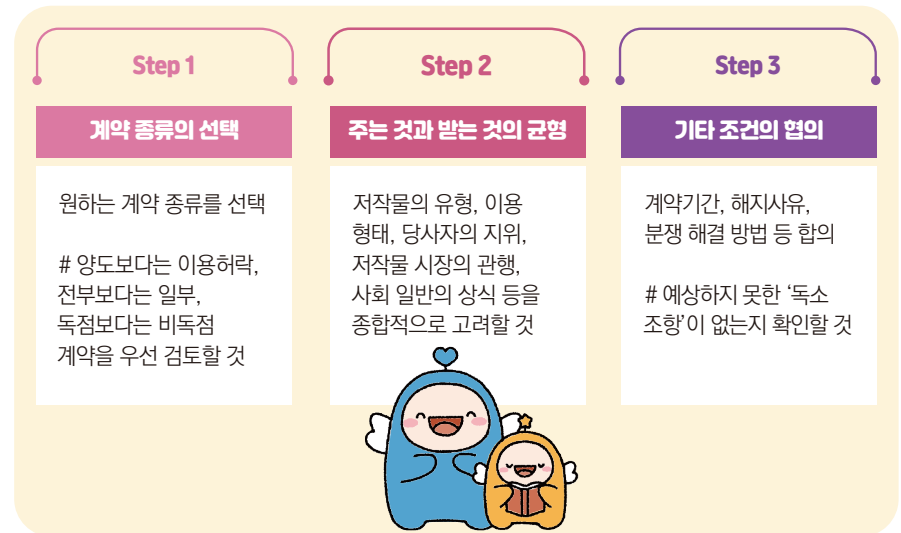 Step 1
계약 종류의 선택
원하는 계약 종류를 선택
# 양도보다는 이용허락,
전부보다는 일부,
독점보다는 비독점
계약을 우선 검토할 것
Step 2
주는 것과 받는 것의 균형
저작물의 유형, 이용
형태, 당사자의 지위,
저작물 시장의 관행,
사회 일반의 상식 등을
종합적으로 고려할 것
Step 3
기타 조건의 협의
계약기간, 해지사유,
분쟁 해결 방법 등 합의
# 예상하지 못한 ‘독소
조항’이 없는지 확인할 것